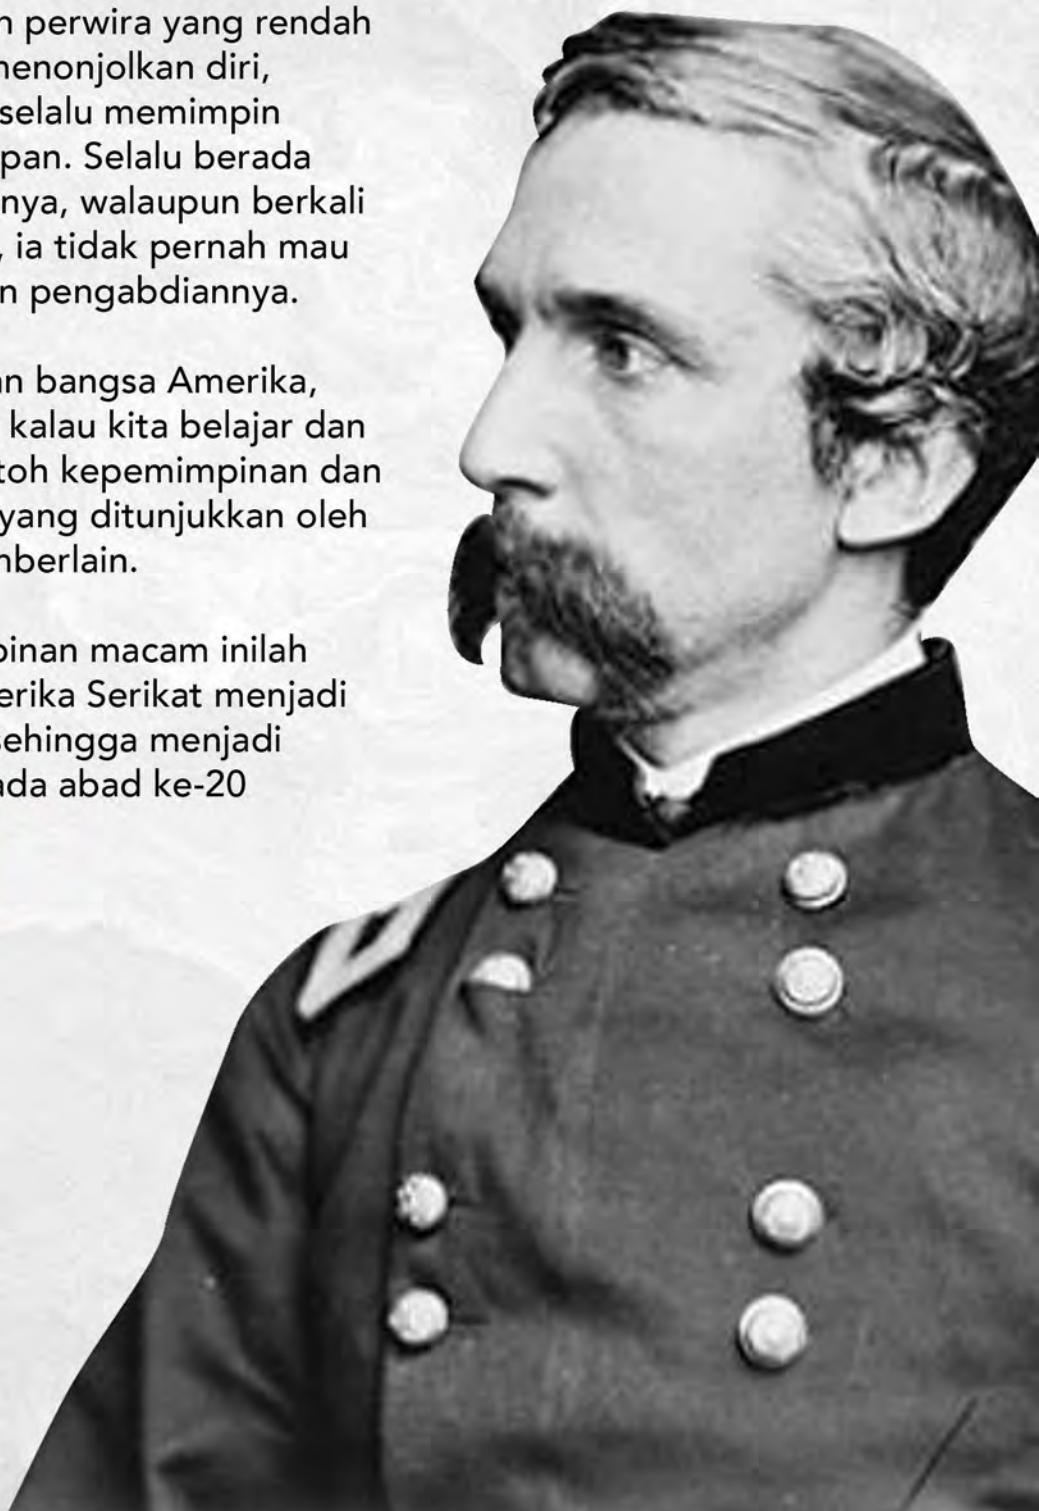 perwira yang rendah
menonjolkan diri,
selalu memimpin
pan. Selalu berada
nya, walaupun berkali
, ia tidak pernah mau
n pengabdiannya.
an bangsa Amerika,
kalau kita belajar dan
toh kepemimpinan dan
yang ditunjukkan oleh
mberlain.
pinan macam inilah
erika Serikat menjadi
sehingga menjadi
ada abad ke-20